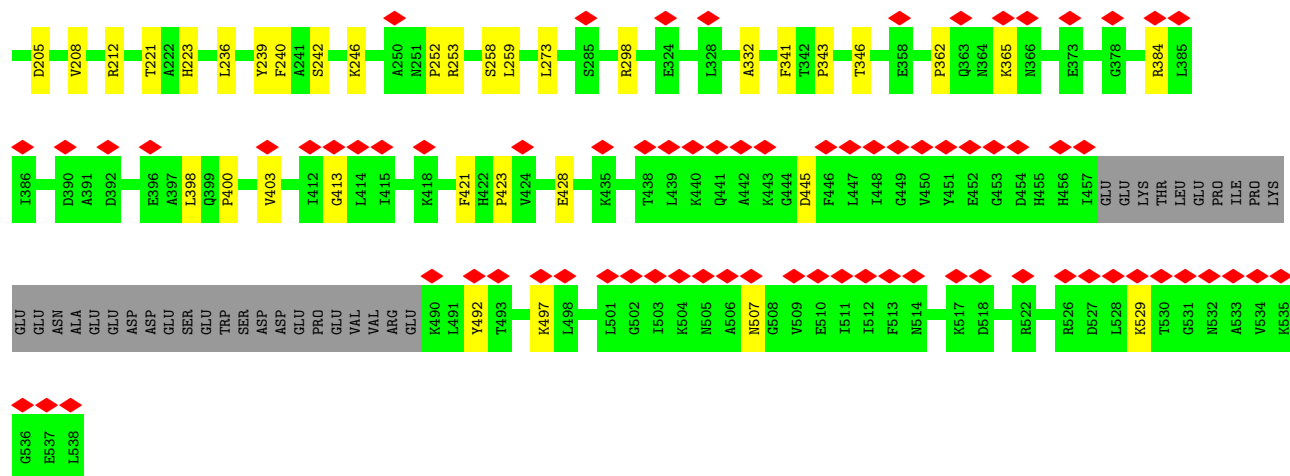 D205 V208 R212 T221 A222 H223 L236 Y239 F240 A241 S242 K246 A250 N251 P252 R253 S258 L259 L273 S285 R298 E324 L328 A332 F341 T342 P343 T346 E358 P362 Q363 N364 K365 N366 E373 G378 R384 L385
I386 D390 A391 D392 E396 A397 L398 Q399 P400 V403 I412 G413 L414 I415 K418 F421 H422 P423 V424 E428 K435 T438 L439 K440 Q441 A442 K443 G444 D445 F446 L447 I448 G449 V450 Y451 E452 G453 D454 H455 H456 I457 GLU GLU LYS THR LEU GLU PRO ILE PRO LYS
GLU GLU ASN ALA GLU GLU ASP ASP GLU SER GLU TRP SER ASP ASP GLU PRO GLU VAL VAL ARG GLU K490 L491 Y492 T493 K497 L498 L501 G502 I503 K504 N505 A506 N507 G508 V509 E510 I511 I512 F513 N514 K517 D518 R522 R526 D527 L528 K529 T530 G531 N532 A533 V534 K535
G536 E537 L538